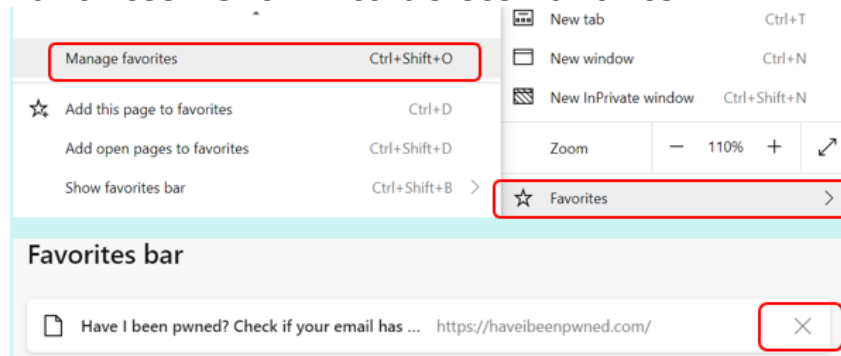 Manage favorites Ctrl+Shift+O
Add this page to favorites Ctrl+D
Add open pages to favorites Ctrl+Shift+D
Show favorites bar Ctrl+Shift+B
New tab Ctrl+T
New window Ctrl+N
New InPrivate window Ctrl+Shift+N
Zoom — 110% +
Favorites
Favorites bar
Have I been pwned? Check if your email has ... https://haveibeenpwned.com/